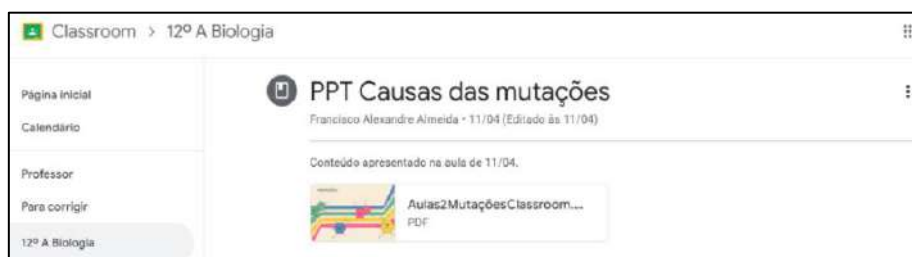 Classroom > 12º A Biologia
Página inicial
Calendário
Professor
Para corrigir
12º A Biologia
PPT Causas das mutações
Francisco Alexandre Almeida • 11/04 (Editado às 11/04)
Conteúdo apresentado na aula de 11/04.
Aulas2MutaçõesClassroom....
PDF